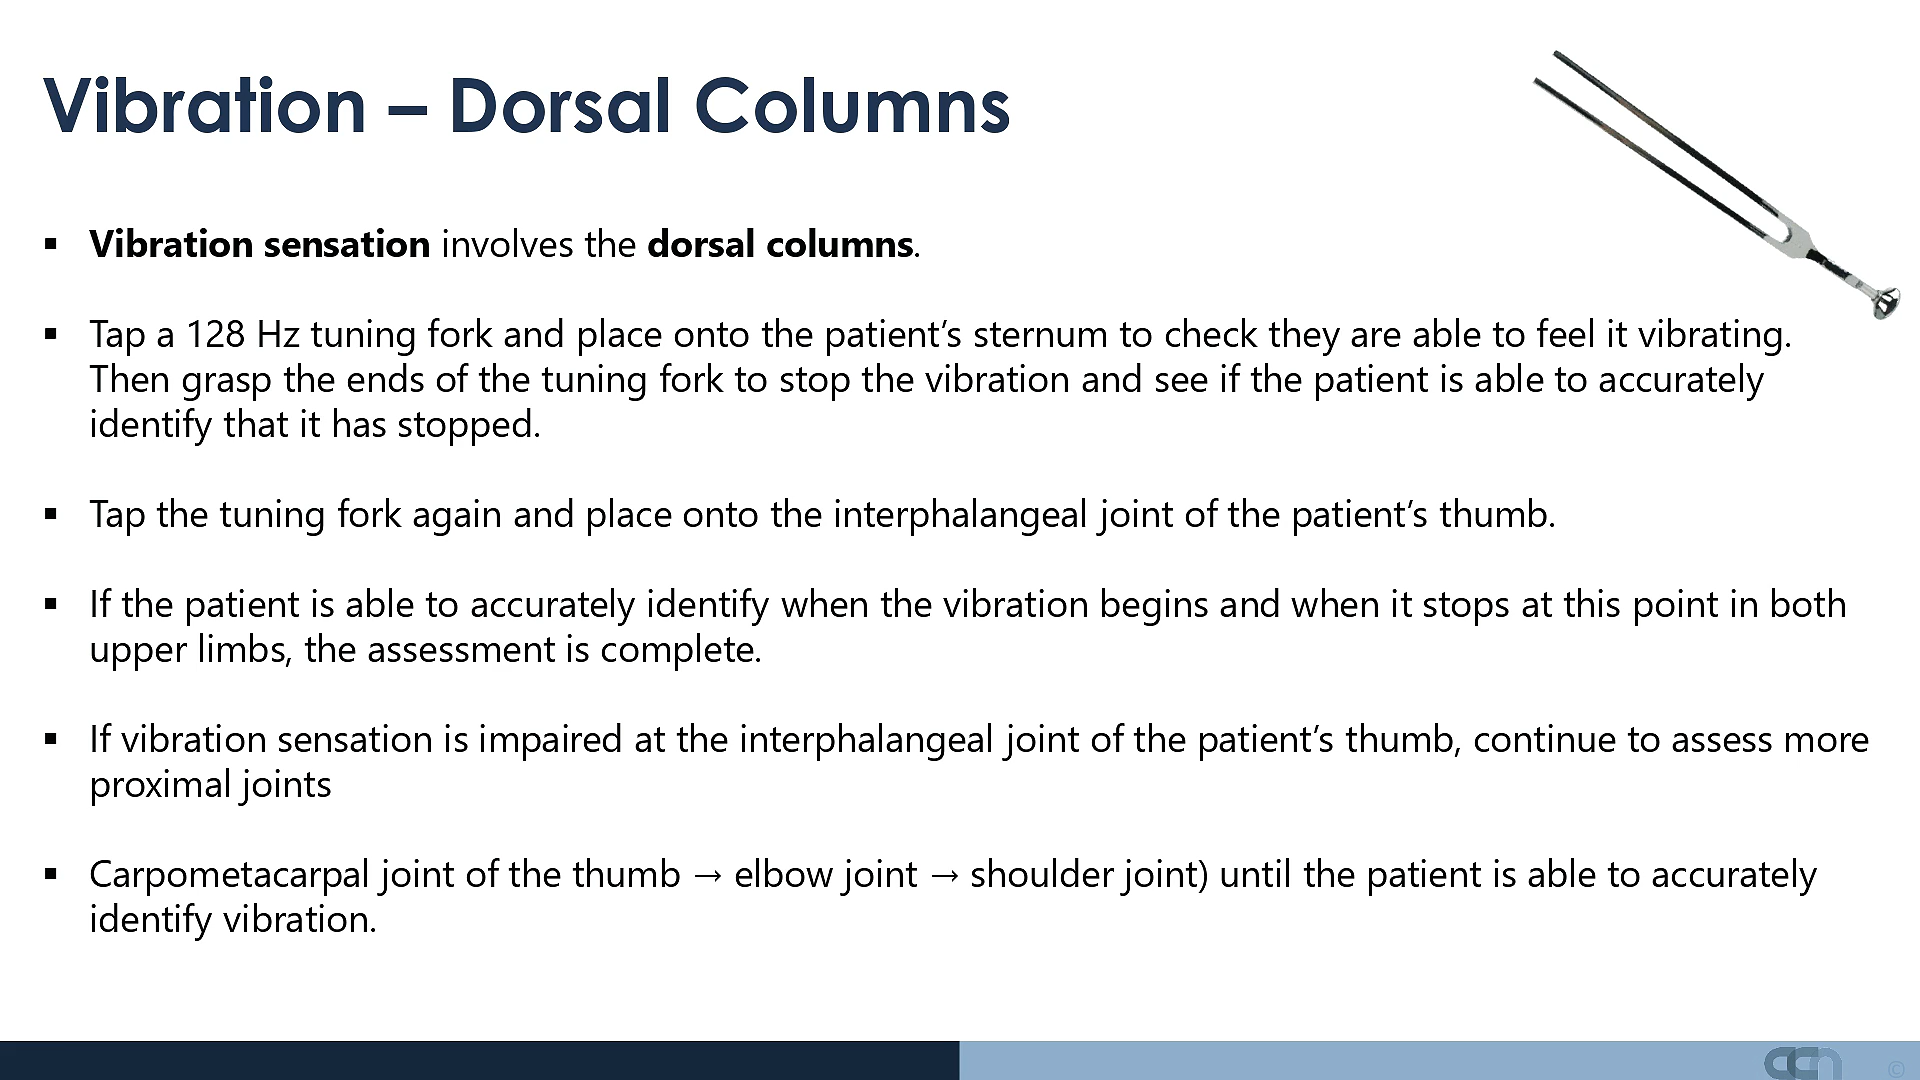 Vibration – Dorsal Columns
▪ Vibration sensation involves the dorsal columns.
▪ Tap a 128 Hz tuning fork and place onto the patient’s sternum to check they are able to feel it vibrating.
Then grasp the ends of the tuning fork to stop the vibration and see if the patient is able to accurately
identify that it has stopped.
▪ Tap the tuning fork again and place onto the interphalangeal joint of the patient’s thumb.
▪ If the patient is able to accurately identify when the vibration begins and when it stops at this point in both
upper limbs, the assessment is complete.
▪ If vibration sensation is impaired at the interphalangeal joint of the patient’s thumb, continue to assess more
proximal joints
▪ Carpometacarpal joint of the thumb → elbow joint → shoulder joint) until the patient is able to accurately
identify vibration.
©